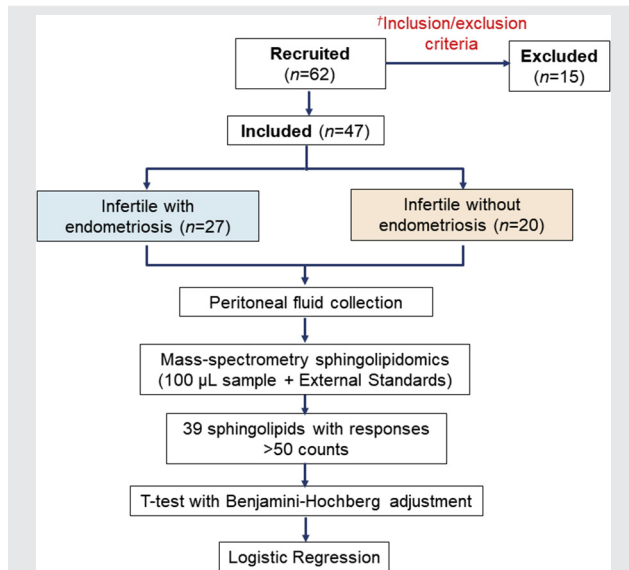 †Inclusion/exclusion
criteria
Recruited
(n=62)
Excluded
(n=15)
Included (n=47)
Infertile with
endometriosis (n=27)
Infertile without
endometriosis (n=20)
Peritoneal fluid collection
Mass-spectrometry sphingolipidomics
(100 µL sample + External Standards)
39 sphingolipids with responses
>50 counts
T-test with Benjamini-Hochberg adjustment
Logistic Regression